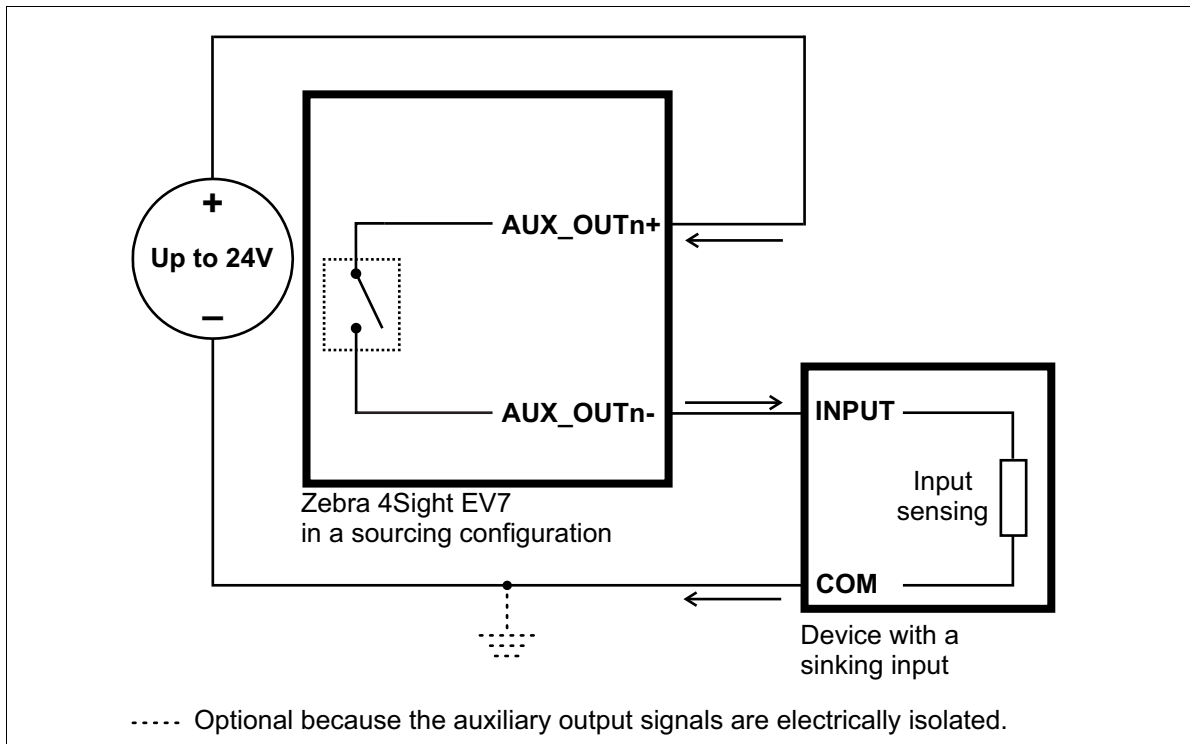 +
Up to 24V
–
AUX_OUTn+
AUX_OUTn-
Zebra 4Sight EV7
in a sourcing configuration
INPUT
Input
sensing
COM
Device with a
sinking input
Optional because the auxiliary output signals are electrically isolated.